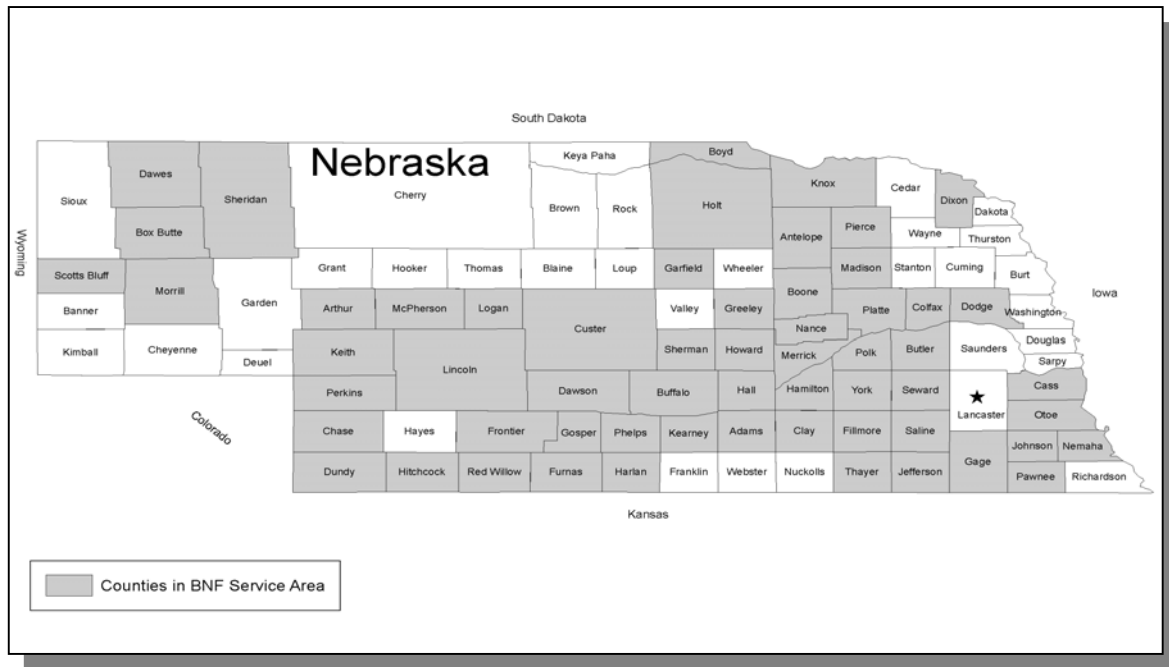 South Dakota
Nebraska
Keya Paha
Boyd
Dawes
Sioux
Sheridan
Cherry
Brown
Rock
Holt
Knox
Cedar
Dixon
Dakota
Box Butte
Antelope
Pierce
Wayne
Thurston
Wyoming
Scotts Bluff
Morrill
Grant
Hooker
Thomas
Blaine
Loup
Garfield
Wheeler
Madison
Stanton
Cuming
Burt
Iowa
Banner
Garden
Arthur
McPherson
Logan
Custer
Valley
Greeley
Boone
Platte
Colfax
Dodge
Washington
Kimball
Cheyenne
Deuel
Keith
Lincoln
Sherman
Howard
Nance
Merrick
Polk
Butler
Saunders
Douglas
Sarpy
Perkins
Dawson
Buffalo
Hall
Hamilton
York
Seward
Lancaster
Cass
Otoe
Colorado
Chase
Hayes
Frontier
Gosper
Phelps
Kearney
Adams
Clay
Fillmore
Saline
Gage
Johnson
Nemaha
Dundy
Hitchcock
Red Willow
Furnas
Harlan
Franklin
Webster
Nuckolls
Thayer
Jefferson
Pawnee
Richardson
Kansas
Counties in BNF Service Area